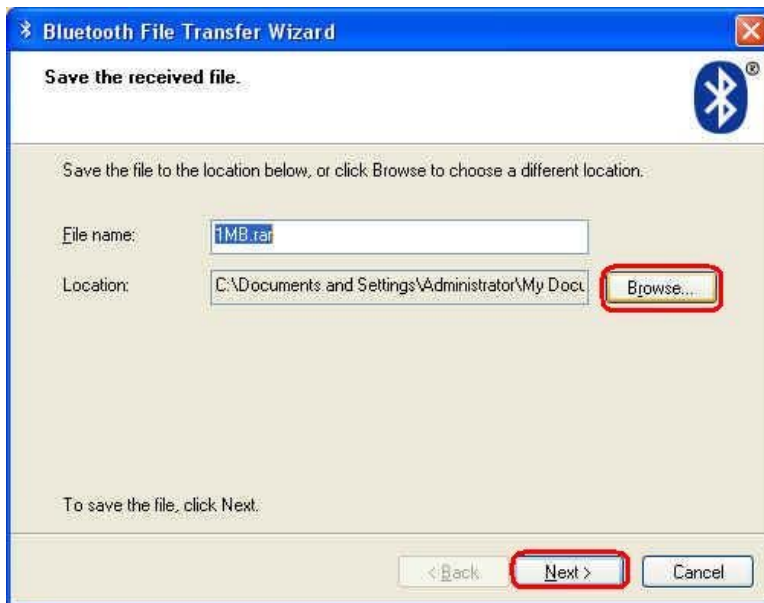 Bluetooth File Transfer Wizard
Save the received file.
®
Save the file to the location below, or click Browse to choose a different location.
File name: 1MB.rar
Location: C:\Documents and Settings\Administrator\My Docu Browse...
To save the file, click Next.
< Back Next > Cancel